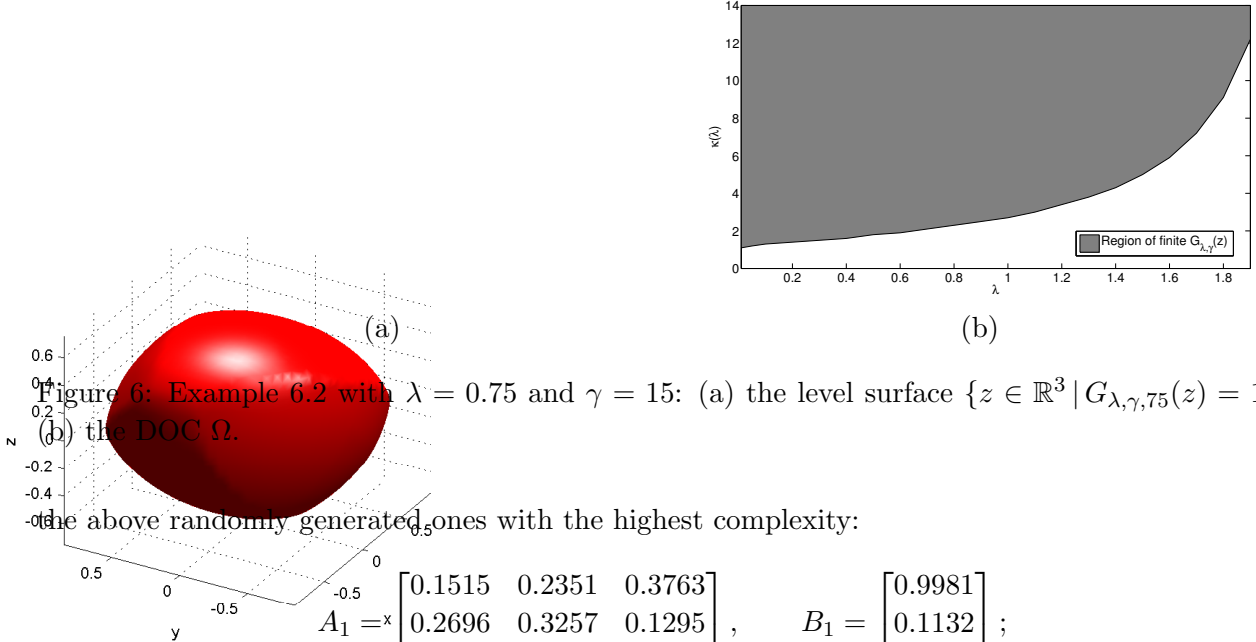 14
12
10
8
6
4
2
0
κ(λ)
0.2 0.4 0.6 0.8 1 1.2 1.4 1.6 1.8
λ
Region of finite G_{λ,γ}(z)
(a)
(b)
0.6
0.4
0.2
0
-0.2
-0.4
-0.6
z
0.5 0 -0.5
y
0.5
0
-0.5
x
Figure 6: Example 6.2 with λ = 0.75 and γ = 15: (a) the level surface {z ∈ ℝ³ | G_{λ,γ,75}(z) = 1
(b) the DOC Ω.
the above randomly generated ones with the highest complexity:
A₁ = [0.1515 0.2351 0.3763
0.2696 0.3257 0.1295], B₁ = [0.9981
0.1132];